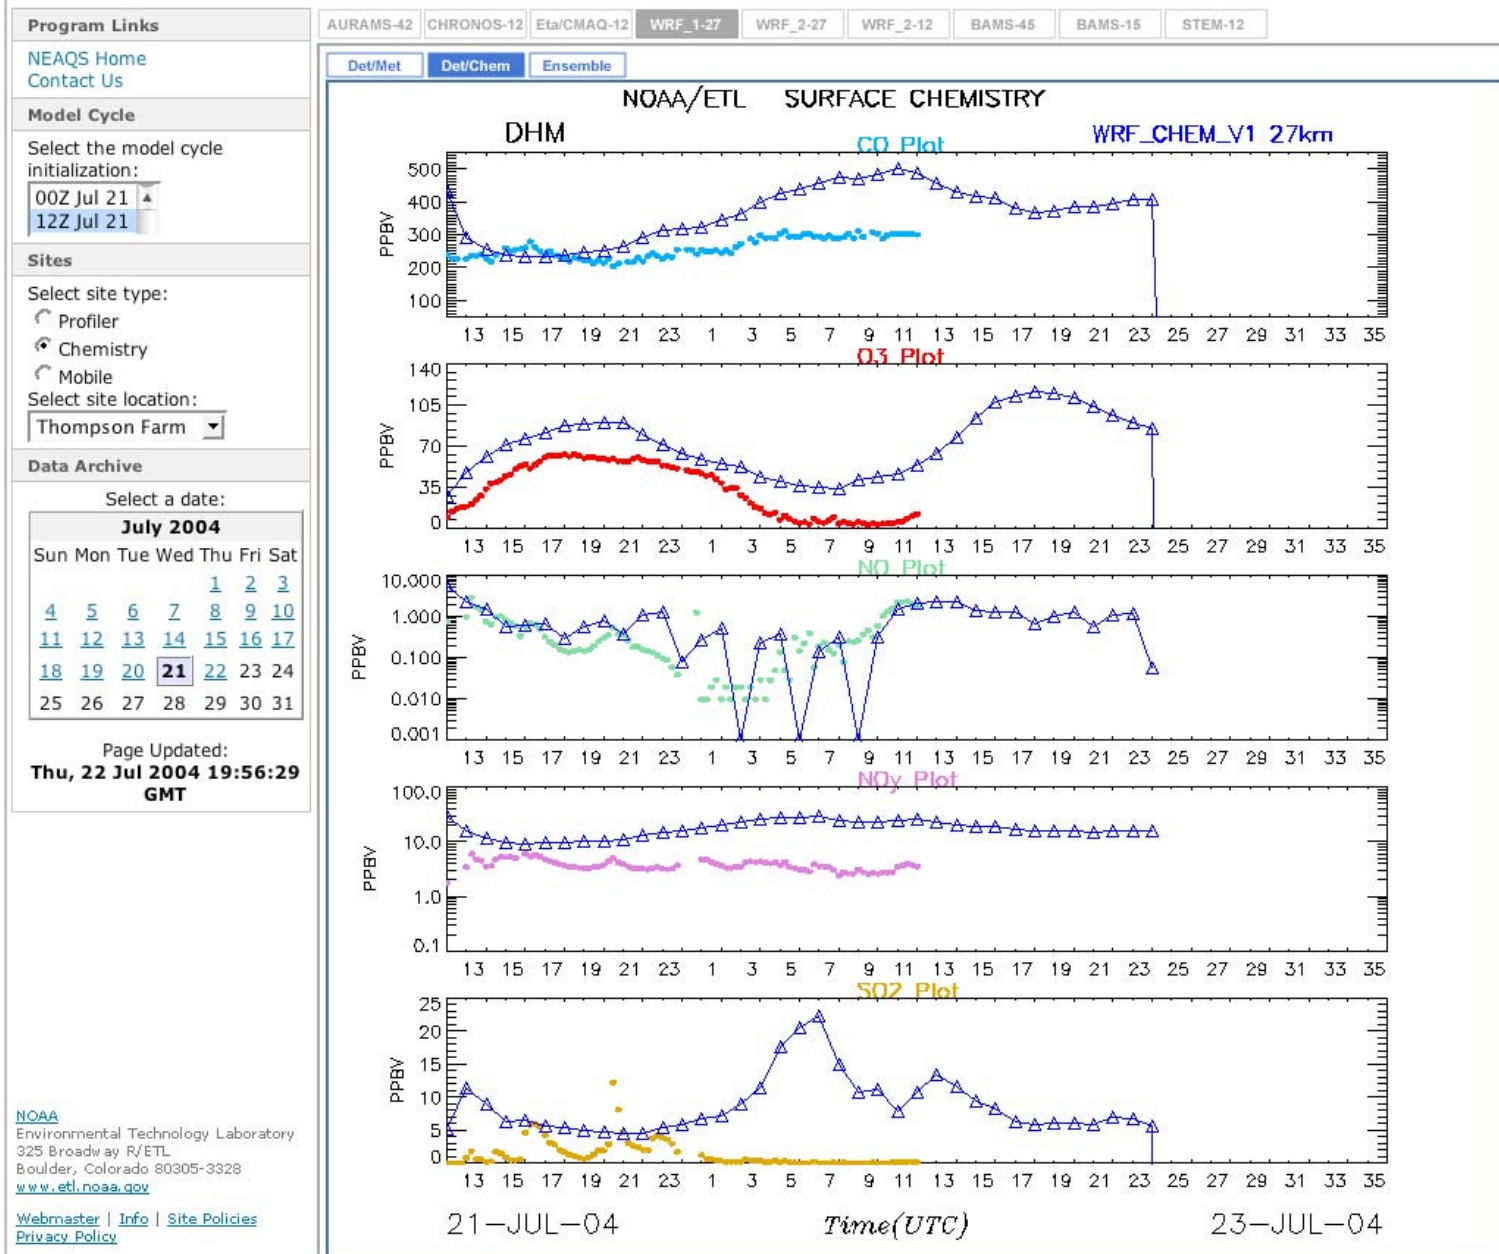 Program Links
NEAQS Home
Contact Us
Model Cycle
Select the model cycle
initialization:
00Z Jul 21
12Z Jul 21
Sites
Select site type:
Profiler
Chemistry
Mobile
Select site location:
Thompson Farm
Data Archive
Select a date:
July 2004
Sun Mon Tue Wed Thu Fri Sat
1 2 3
4 5 6 7 8 9 10
11 12 13 14 15 16 17
18 19 20 21 22 23 24
25 26 27 28 29 30 31
Page Updated:
Thu, 22 Jul 2004 19:56:29
GMT
NOAA
Environmental Technology Laboratory
325 Broadway R/ETL
Boulder, Colorado 80305-3328
www.etl.noaa.gov
Webmaster | Info | Site Policies
Privacy Policy
AURAMS-42 CHRONOS-12 Eta/CMAQ-12 WRF_1-27 WRF_2-27 WRF_2-12 BAMS-45 BAMS-15 STEM-12
Det/Met Det/Chem Ensemble
NOAA/ETL SURFACE CHEMISTRY
DHM WRF_CHEM_V1 27km
CO Plot
PPBV
500
400
300
200
100
13 15 17 19 21 23 1 3 5 7 9 11 13 15 17 19 21 23 25 27 29 31 33 35
O3 Plot
PPBV
140
105
70
35
0
13 15 17 19 21 23 1 3 5 7 9 11 13 15 17 19 21 23 25 27 29 31 33 35
NO Plot
PPBV
10.000
1.000
0.100
0.010
0.001
13 15 17 19 21 23 1 3 5 7 9 11 13 15 17 19 21 23 25 27 29 31 33 35
NOy Plot
PPBV
100.0
10.0
1.0
0.1
13 15 17 19 21 23 1 3 5 7 9 11 13 15 17 19 21 23 25 27 29 31 33 35
SO2 Plot
PPBV
25
20
15
10
5
0
13 15 17 19 21 23 1 3 5 7 9 11 13 15 17 19 21 23 25 27 29 31 33 35
21-JUL-04 Time(UTC) 23-JUL-04